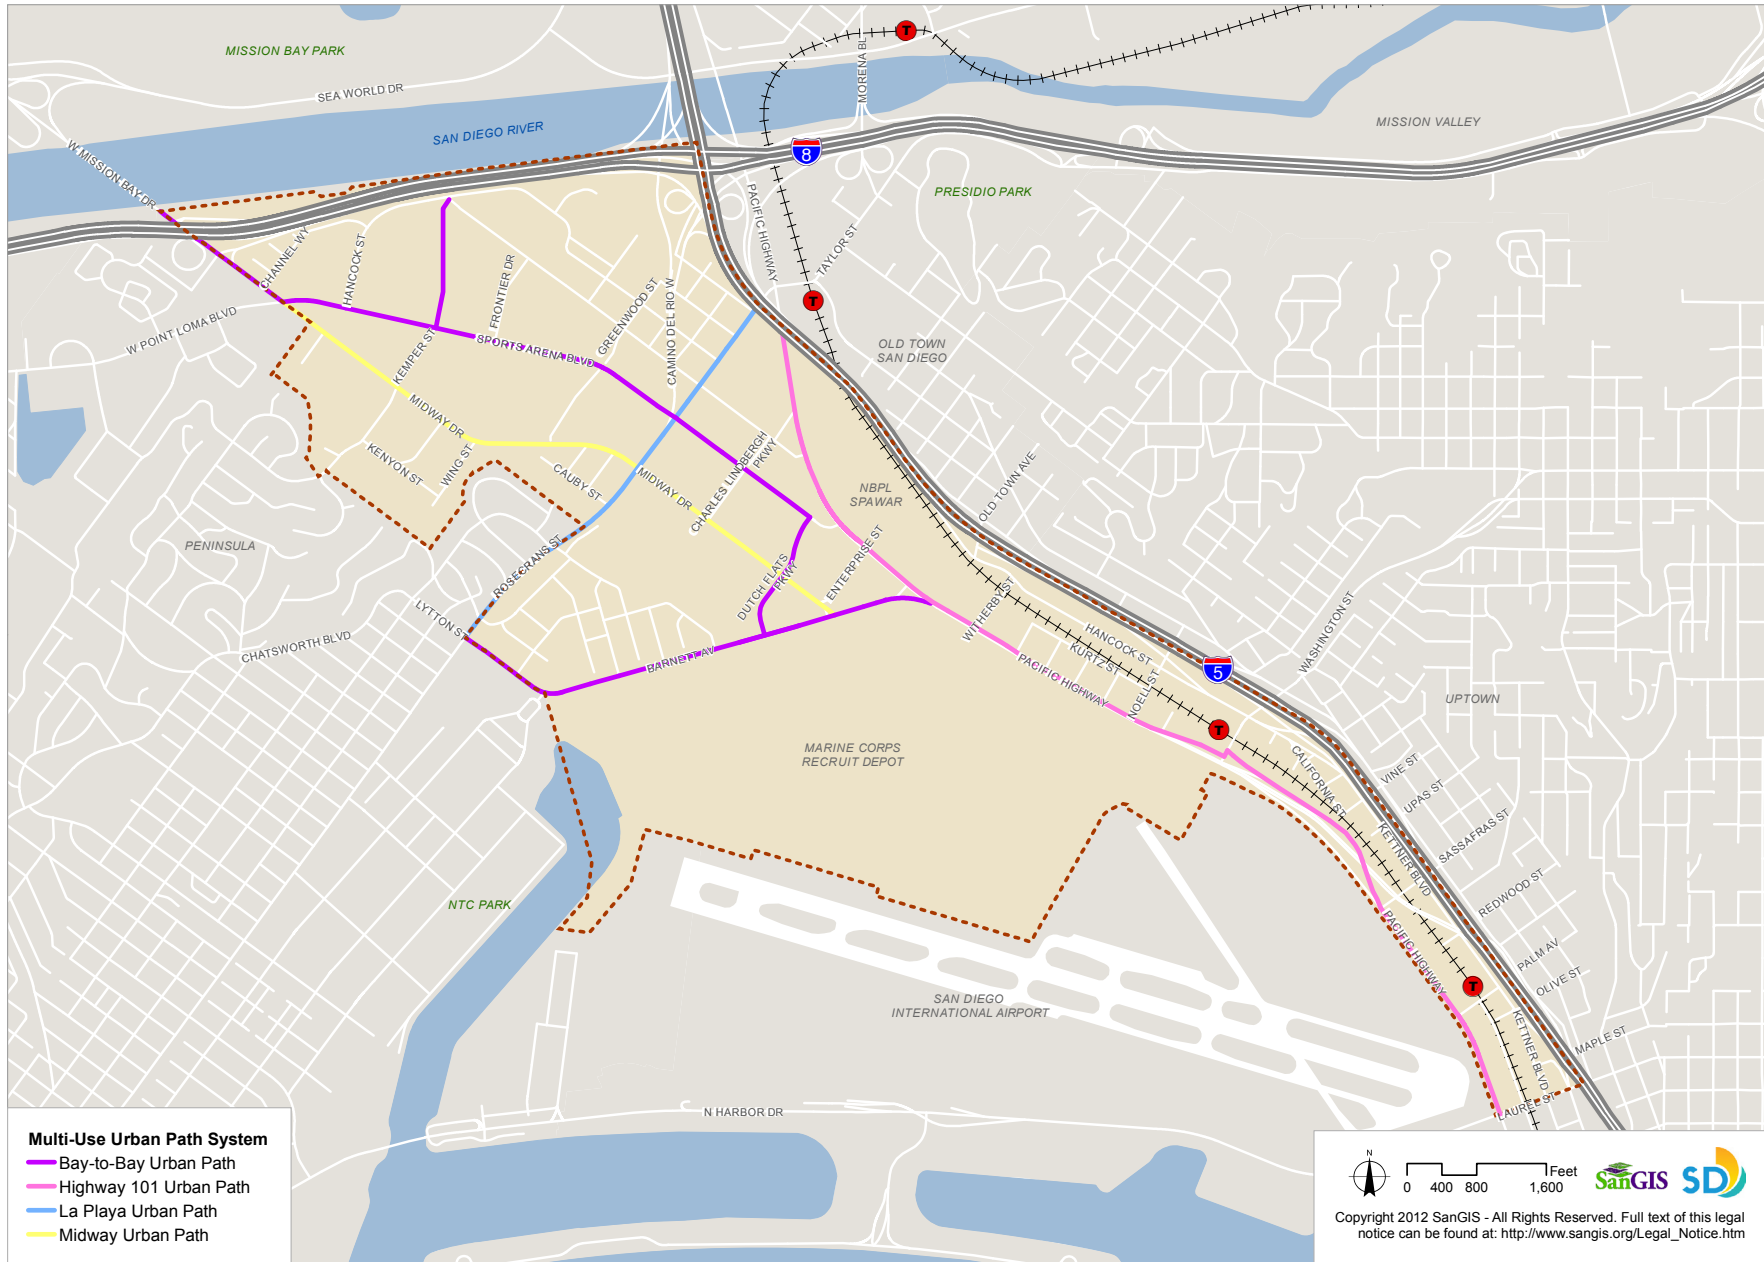 MISSION BAY PARK
SEA WORLD DR
SAN DIEGO RIVER
W MISSION BAY DR
MORENA BL
8
MISSION VALLEY
PRESIDIO PARK
PACIFIC HIGHWAY
TAYLOR ST
T
T
CHANNEL WY
HANCOCK ST
FRONTIER DR
GREENWOOD ST
CAMINO DEL RIO W
W POINT LOMA BLVD
KEMPER ST
SPORTS ARENA BLVD
OLD TOWN
SAN DIEGO
MIDWAY DR
KENYON ST
WING ST
CAUBY ST
MIDWAY DR
CHARLES LINDBERGH
PKWY
NBPL
SPAWAR
OLD TOWN AVE
PENINSULA
ROSECRANS ST
DUTCH FLATS
PKWY
ENTERPRISE ST
LYTTON ST
CHATSWORTH BLVD
BARNETT AV
WITHERBY ST
HANCOCK ST
KURTZ ST
PACIFIC HIGHWAY
NOELL ST
5
WASHINGTON ST
UPTOWN
T
MARINE CORPS
RECRUIT DEPOT
CALIFORNIA ST
VINE ST
UPAS ST
SASSAFRAS ST
KETTNER BLVD
REDWOOD ST
NTC PARK
PACIFIC HIGHWAY
PALM AV
OLIVE ST
T
SAN DIEGO
INTERNATIONAL AIRPORT
KETTNER BLVD
MAPLE ST
LAUREL ST
N HARBOR DR
Multi-Use Urban Path System
Bay-to-Bay Urban Path
Highway 101 Urban Path
La Playa Urban Path
Midway Urban Path
N
0 400 800 1,600
Feet
SanGIS
SD
Copyright 2012 SanGIS - All Rights Reserved. Full text of this legal
notice can be found at: http://www.sangis.org/Legal_Notice.htm